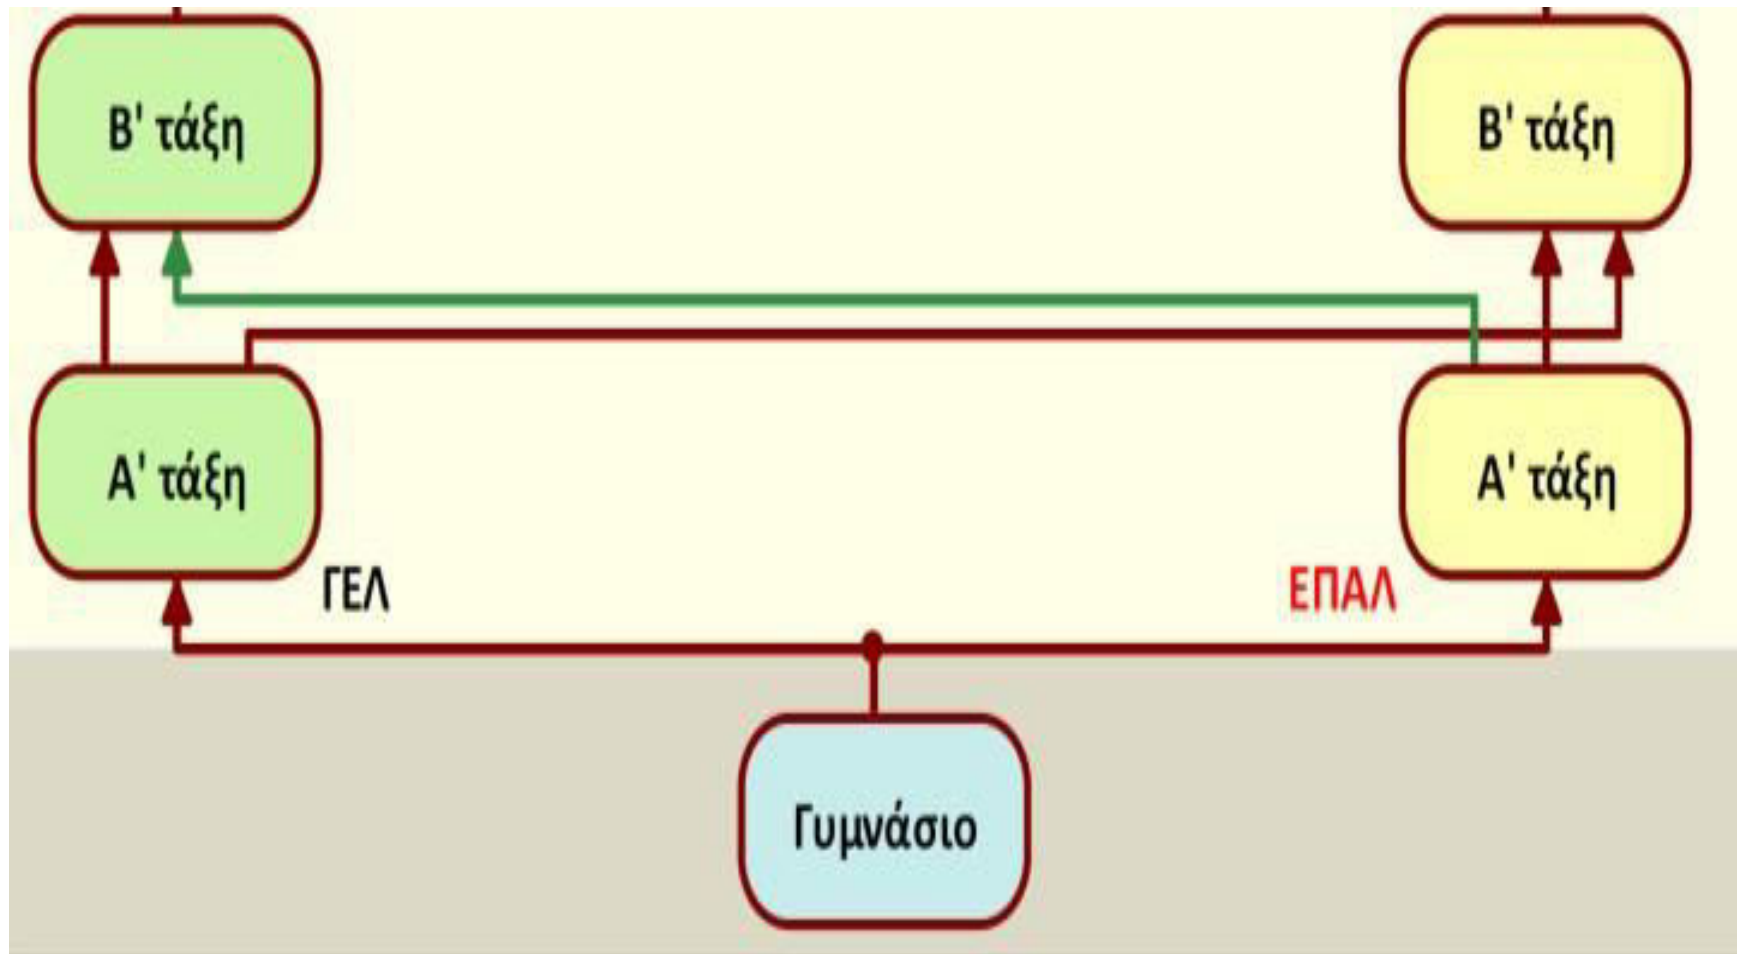 Β' τάξη
Β' τάξη
Α' τάξη
Α' τάξη
ΓΕΛ
ΕΠΑΛ
Γυμνάσιο